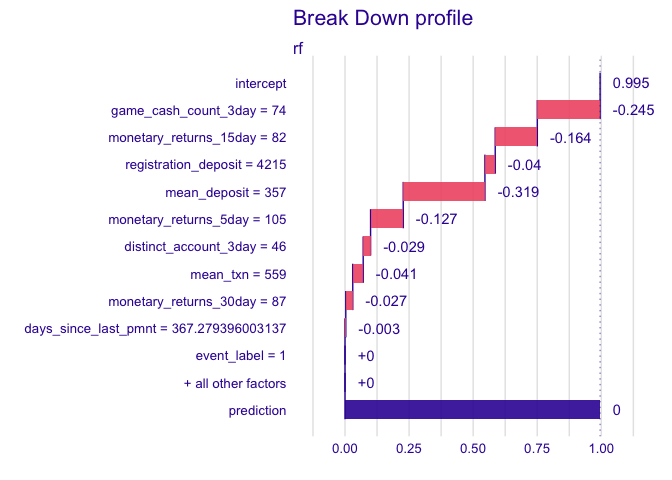 Break Down profile
rf
intercept 0.995
game_cash_count_3day = 74 -0.245
monetary_returns_15day = 82 -0.164
registration_deposit = 4215 -0.04
mean_deposit = 357 -0.319
monetary_returns_5day = 105 -0.127
distinct_account_3day = 46 -0.029
mean_txn = 559 -0.041
monetary_returns_30day = 87 -0.027
days_since_last_pmnt = 367.279396003137 -0.003
event_label = 1 +0
+ all other factors +0
prediction 0
0.00 0.25 0.50 0.75 1.00